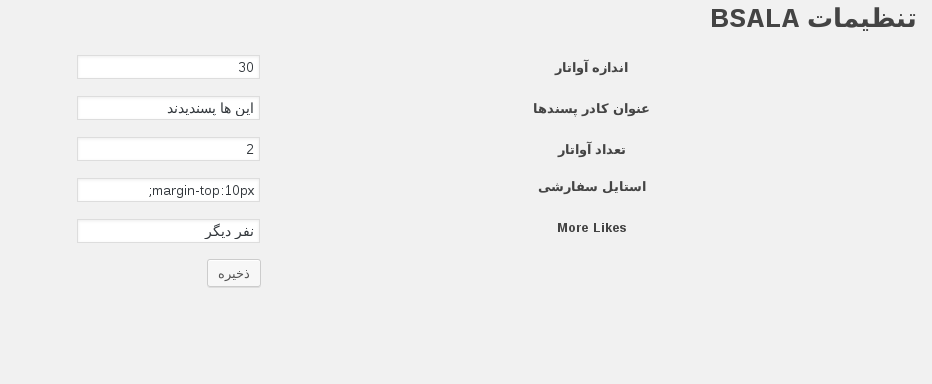 تنظیمات BSALA
اندازه آواتار 30
عنوان کادر پسندها این ها پسندیدند
تعداد آواتار 2
استایل سفارشی margin-top:10px;
More Likes نفر دیگر
ذخیره